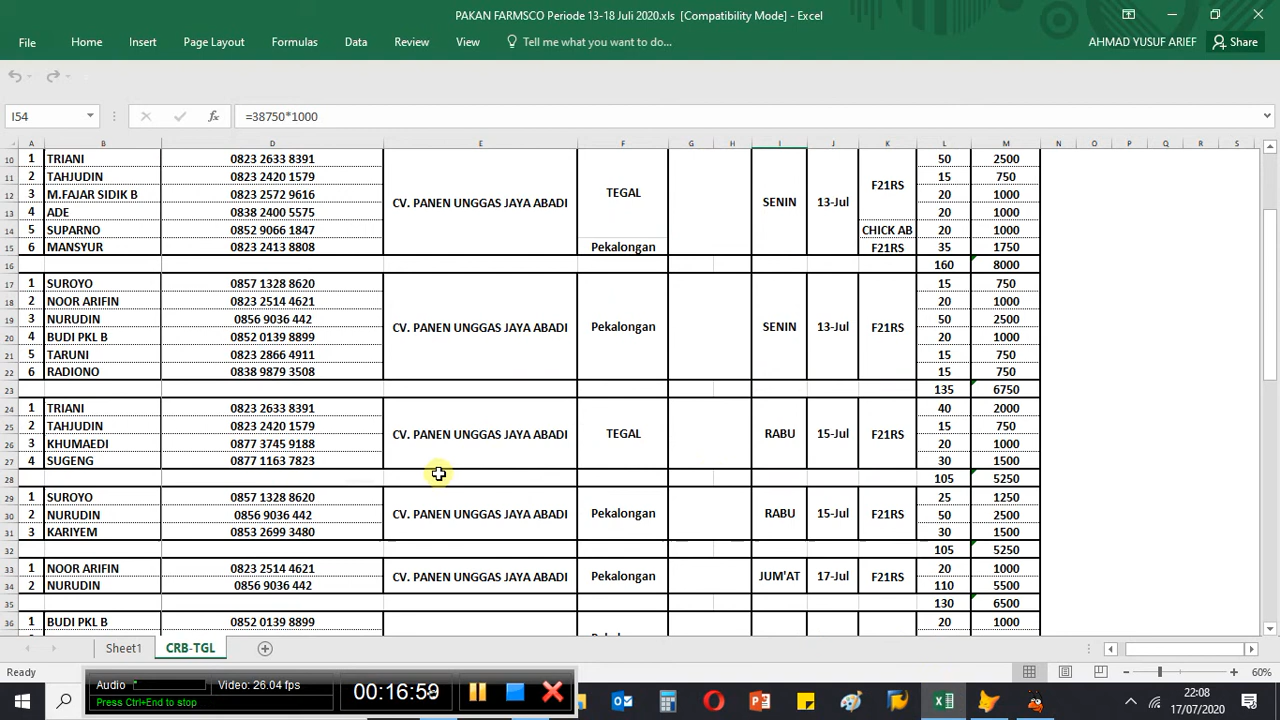 PAKAN FARMSCO Periode 13-18 Juli 2020.xls [Compatibility Mode] - Excel
File Home Insert Page Layout Formulas Data Review View Tell me what you want to do... AHMAD YUSUF ARIEF Share
I54 fx =38750*1000
A B D E F G H I J K L M N O P Q R S
10 1 TRIANI 0823 2633 8391 50 2500
11 2 TAHJUDIN 0823 2420 1579 F21RS 15 750
12 3 M.FAJAR SIDIK B 0823 2572 9616 CV. PANEN UNGGAS JAYA ABADI TEGAL SENIN 13-Jul 20 1000
13 4 ADE 0838 2400 5575 20 1000
14 5 SUPARNO 0852 9066 1847 CHICK AB 20 1000
15 6 MANSYUR 0823 2413 8808 Pekalongan F21RS 35 1750
16 160 8000
17 1 SUROYO 0857 1328 8620 15 750
18 2 NOOR ARIFIN 0823 2514 4621 20 1000
19 3 NURUDIN 0856 9036 442 CV. PANEN UNGGAS JAYA ABADI Pekalongan SENIN 13-Jul F21RS 50 2500
20 4 BUDI PKL B 0852 0139 8899 20 1000
21 5 TARUNI 0823 2866 4911 15 750
22 6 RADIONO 0838 9879 3508 15 750
23 135 6750
24 1 TRIANI 0823 2633 8391 40 2000
25 2 TAHJUDIN 0823 2420 1579 CV. PANEN UNGGAS JAYA ABADI TEGAL RABU 15-Jul F21RS 15 750
26 3 KHUMAEDI 0877 3745 9188 20 1000
27 4 SUGENG 0877 1163 7823 30 1500
28 105 5250
29 1 SUROYO 0857 1328 8620 25 1250
30 2 NURUDIN 0856 9036 442 CV. PANEN UNGGAS JAYA ABADI Pekalongan RABU 15-Jul F21RS 50 2500
31 3 KARIYEM 0853 2699 3480 30 1500
32 105 5250
33 1 NOOR ARIFIN 0823 2514 4621 CV. PANEN UNGGAS JAYA ABADI Pekalongan JUM'AT 17-Jul F21RS 20 1000
34 2 NURUDIN 0856 9036 442 110 5500
35 130 6500
36 1 BUDI PKL B 0852 0139 8899 20 1000
Sheet1 CRB-TGL
Ready 60%
Audio Video: 26.04 fps 00:16:59
Press Ctrl+End to stop
22:08
17/07/2020